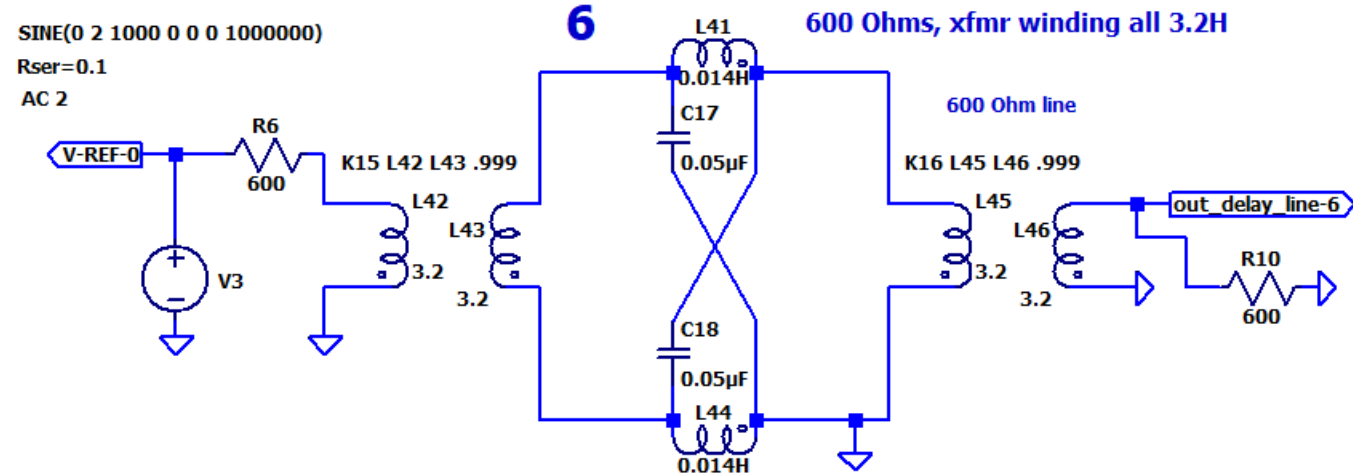 SINE(0 2 1000 0 0 0 1000000)
Rser=0.1
AC 2
6
600 Ohms, xfmr winding all 3.2H
L41
0.014H
600 Ohm line
C17
0.05µF
R6
600
V-REF-0
K15 L42 L43 .999
K16 L45 L46 .999
L42
L43
3.2
3.2
L45
L46
3.2
3.2
out_delay_line-6
R10
600
+
−
V3
C18
0.05µF
L44
0.014H